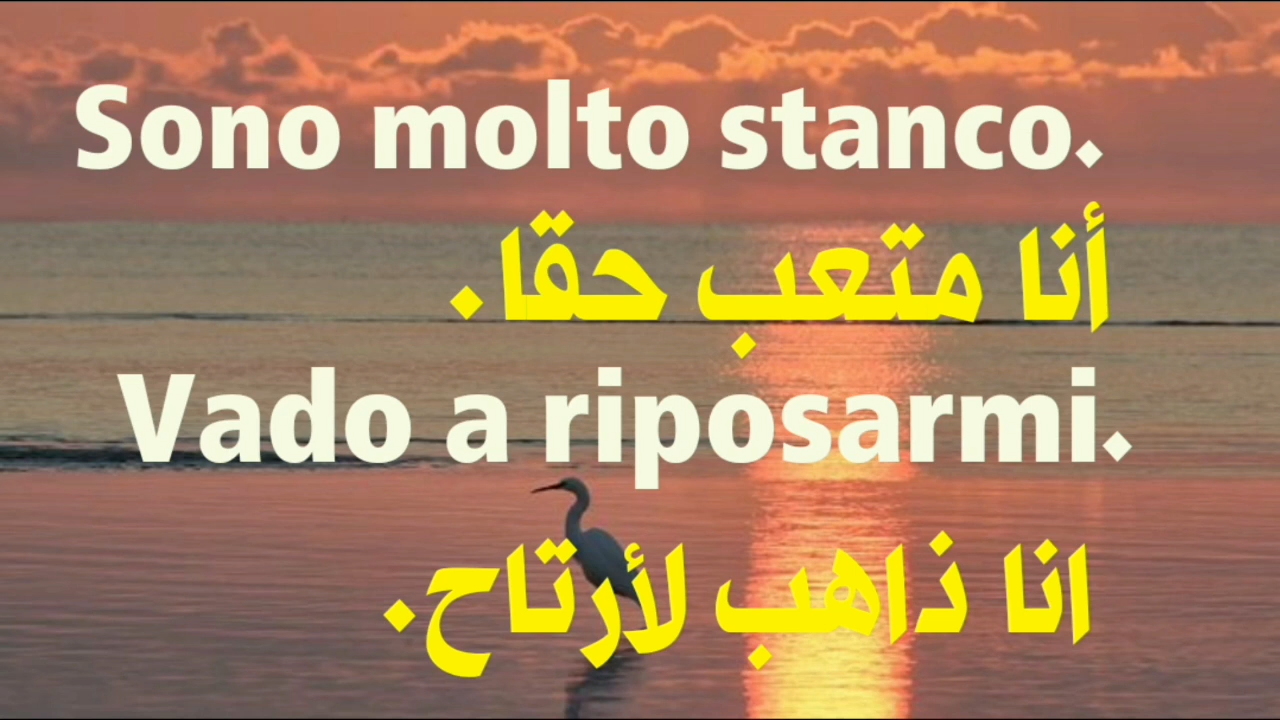 Sono molto stanco.
أنا متعب حقا.
Vado a riposarmi.
انا ذاهب لأرتاح.